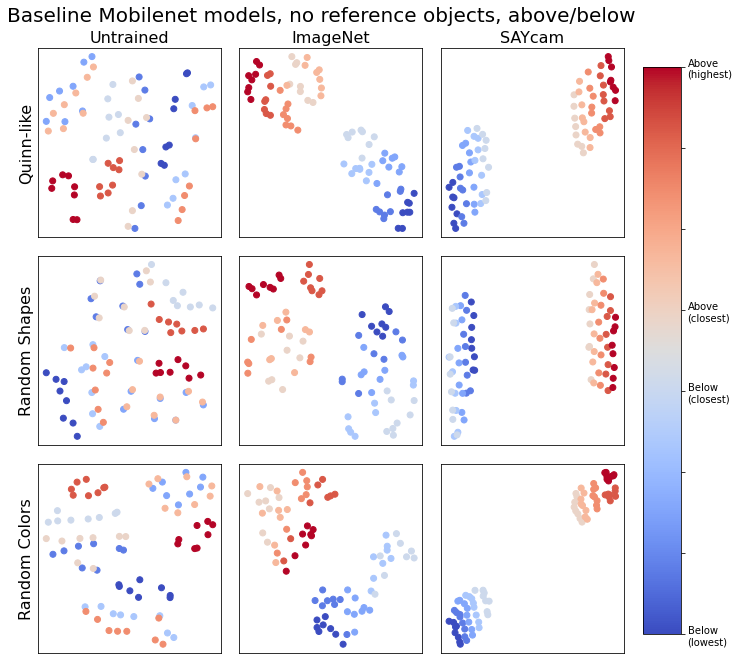 Baseline Mobilenet models, no reference objects, above/below
Untrained
ImageNet
SAYcam
Quinn-like
Random Shapes
Random Colors
Above
(highest)
Above
(closest)
Below
(closest)
Below
(lowest)